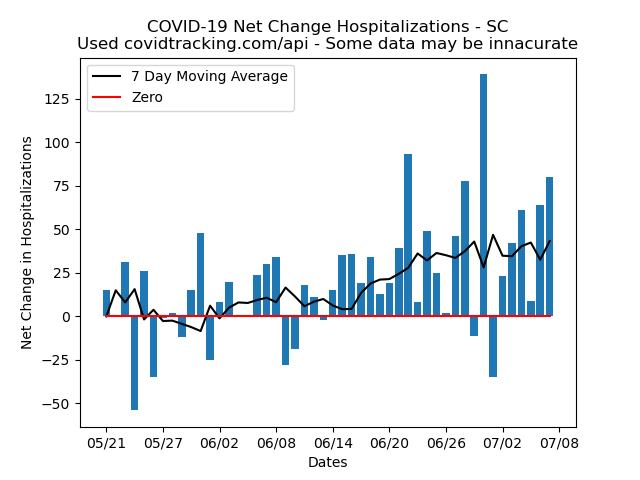 COVID-19 Net Change Hospitalizations - SC
Used covidtracking.com/api - Some data may be innacurate
7 Day Moving Average
Zero
Net Change in Hospitalizations
125
100
75
50
25
0
−25
−50
05/21 05/27 06/02 06/08 06/14 06/20 06/26 07/02 07/08
Dates